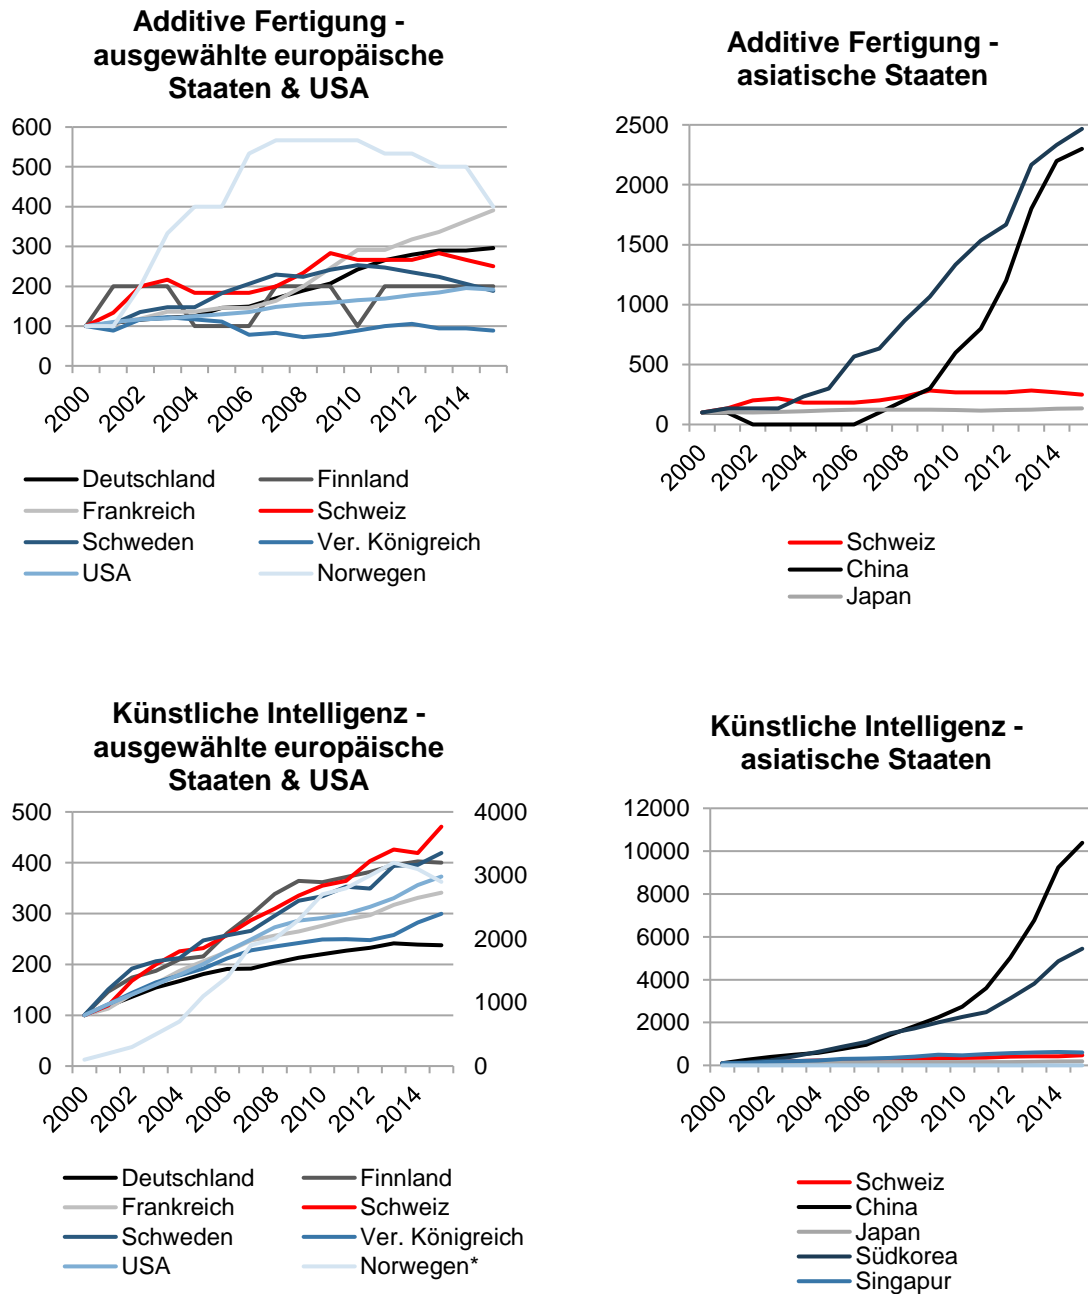 Additive Fertigung -
ausgewählte europäische
Staaten & USA
600
500
400
300
200
100
0
2000
2002
2004
2006
2008
2010
2012
2014
Deutschland
Finnland
Frankreich
Schweiz
Schweden
Ver. Königreich
USA
Norwegen
Additive Fertigung -
asiatische Staaten
2500
2000
1500
1000
500
0
2000
2002
2004
2006
2008
2010
2012
2014
Schweiz
China
Japan
Künstliche Intelligenz -
ausgewählte europäische
Staaten & USA
500
400
300
200
100
0
4000
3000
2000
1000
0
2000
2002
2004
2006
2008
2010
2012
2014
Deutschland
Finnland
Frankreich
Schweiz
Schweden
Ver. Königreich
USA
Norwegen*
Künstliche Intelligenz -
asiatische Staaten
12000
10000
8000
6000
4000
2000
0
2000
2002
2004
2006
2008
2010
2012
2014
Schweiz
China
Japan
Südkorea
Singapur